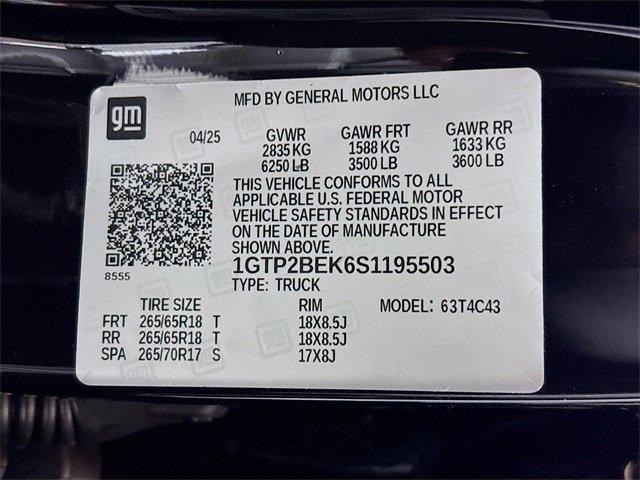 gm
MFD BY GENERAL MOTORS LLC
04/25 GVWR GAWR FRT GAWR RR
2835 KG 1588 KG 1633 KG
6250 LB 3500 LB 3600 LB
THIS VEHICLE CONFORMS TO ALL
APPLICABLE U.S. FEDERAL MOTOR
VEHICLE SAFETY STANDARDS IN EFFECT
ON THE DATE OF MANUFACTURE
SHOWN ABOVE.
8555
1GTP2BEK6S1195503
TYPE: TRUCK
TIRE SIZE RIM MODEL: 63T4C43
FRT 265/65R18 T 18X8.5J
RR 265/65R18 T 18X8.5J
SPA 265/70R17 S 17X8J